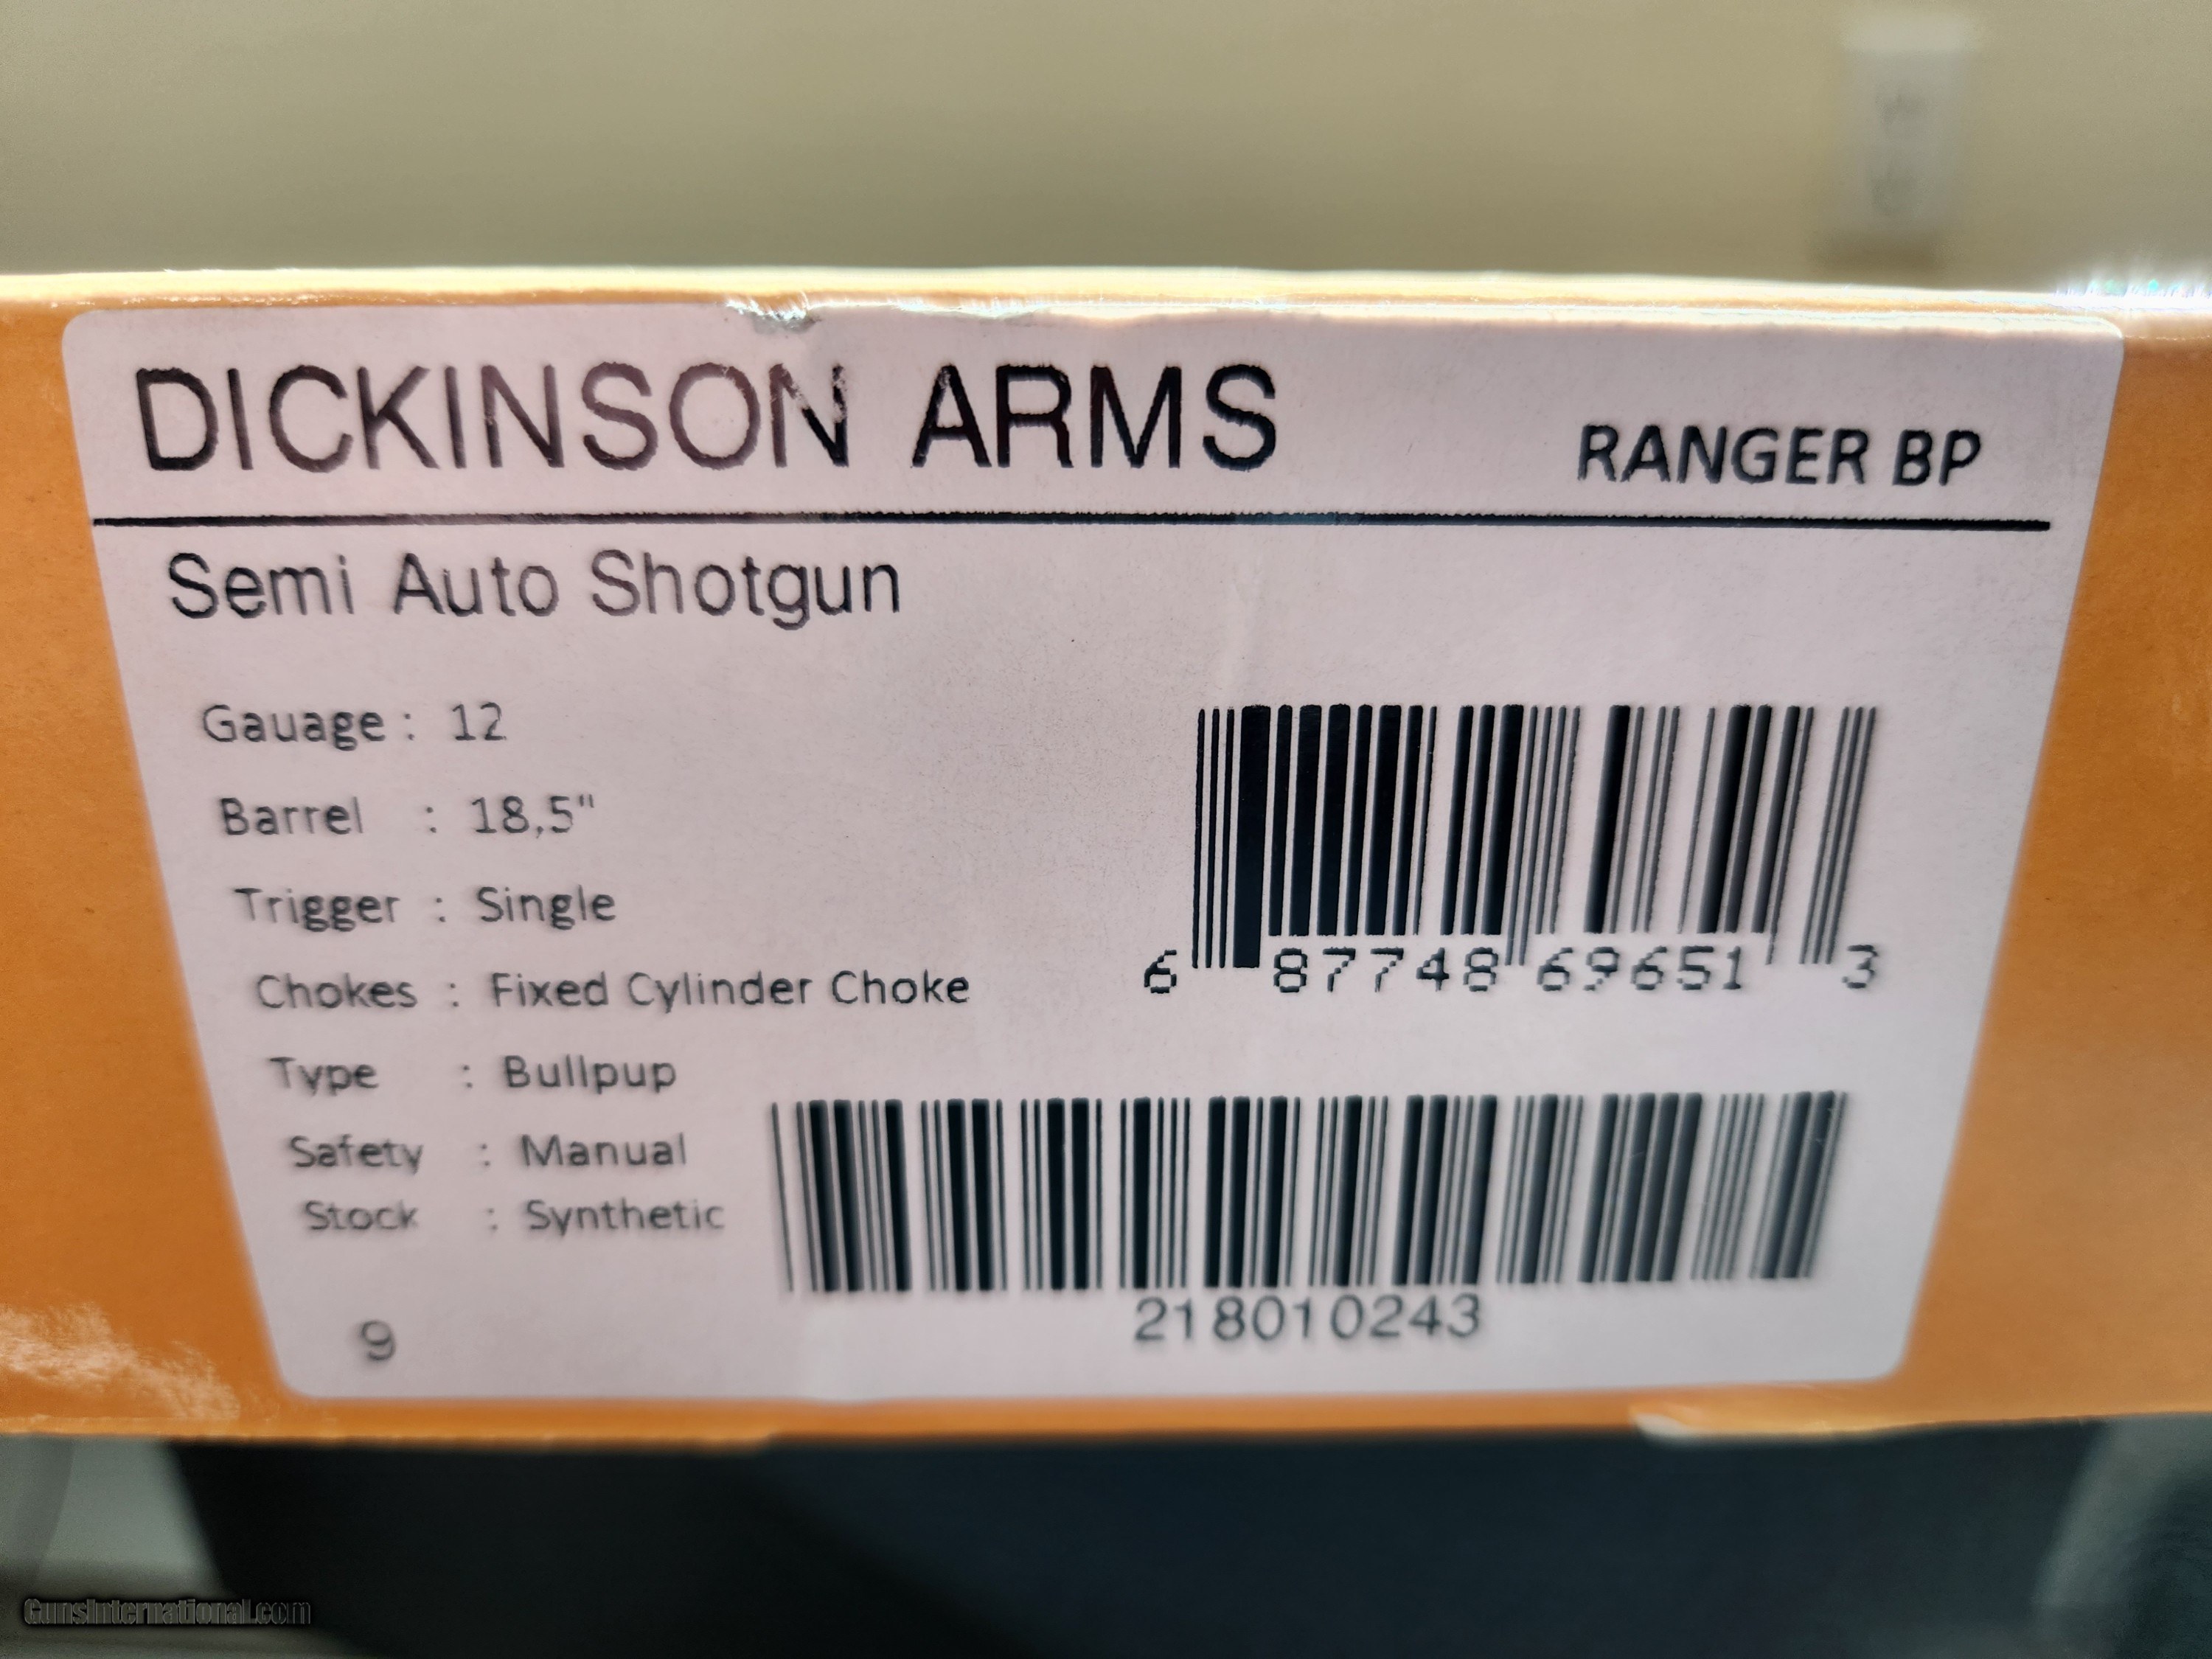 DICKINSON ARMS
RANGER BP
Semi Auto Shotgun
Gauage : 12
Barrel : 18,5"
Trigger : Single
Chokes : Fixed Cylinder Choke
Type : Bullpup
Safety : Manual
Stock : Synthetic
9
6 87748 69651 3
218010243
GunsInternational.com